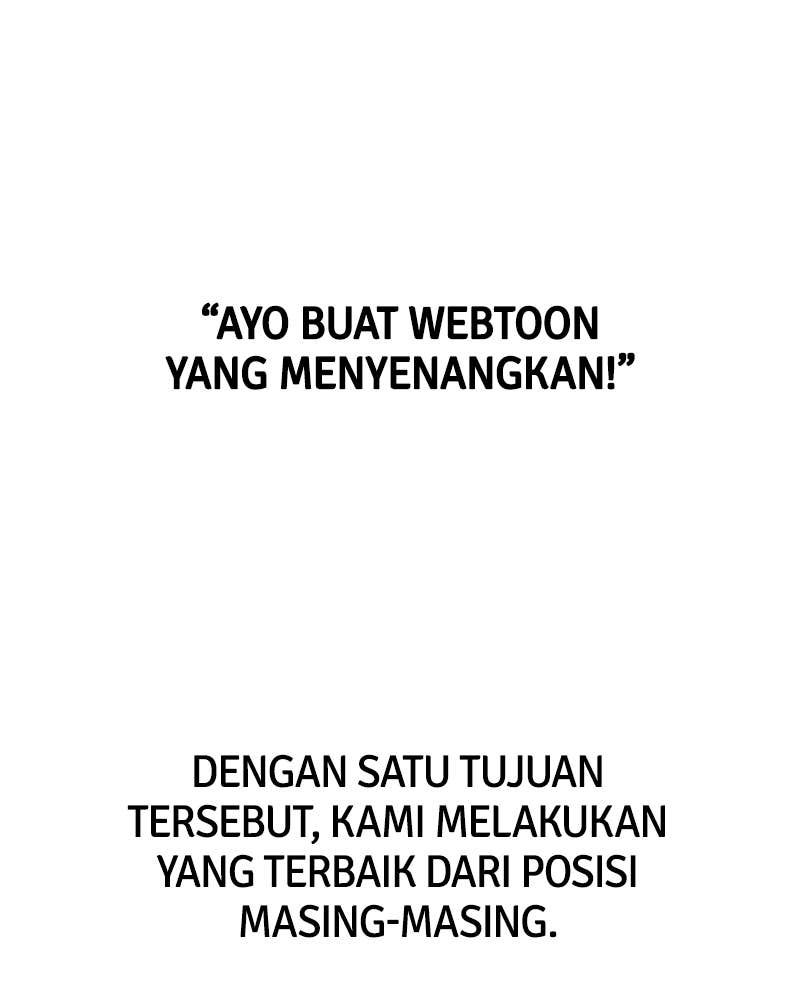 “AYO BUAT WEBTOON
YANG MENYENANGKAN!”
DENGAN SATU TUJUAN
TERSEBUT, KAMI MELAKUKAN
YANG TERBAIK DARI POSISI
MASING-MASING.